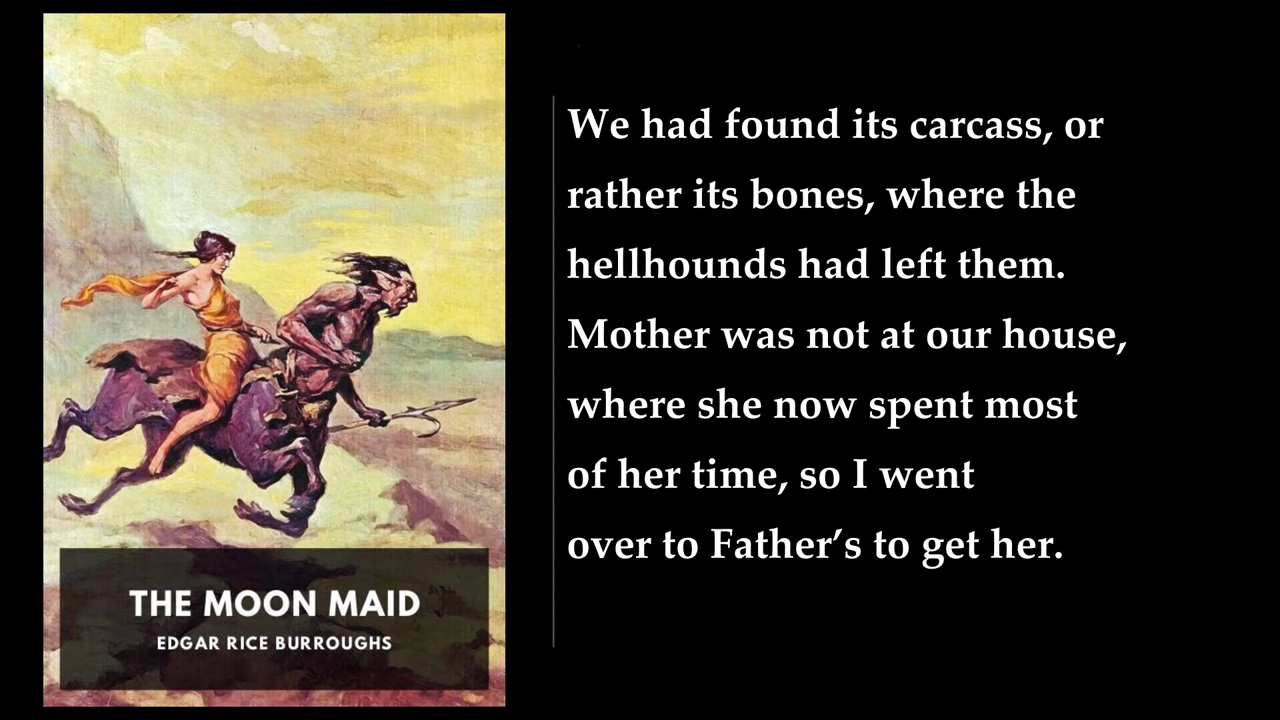 THE MOON MAID
EDGAR RICE BURROUGHS
We had found its carcass, or
rather its bones, where the
hellhounds had left them.
Mother was not at our house,
where she now spent most
of her time, so I went
over to Father’s to get her.